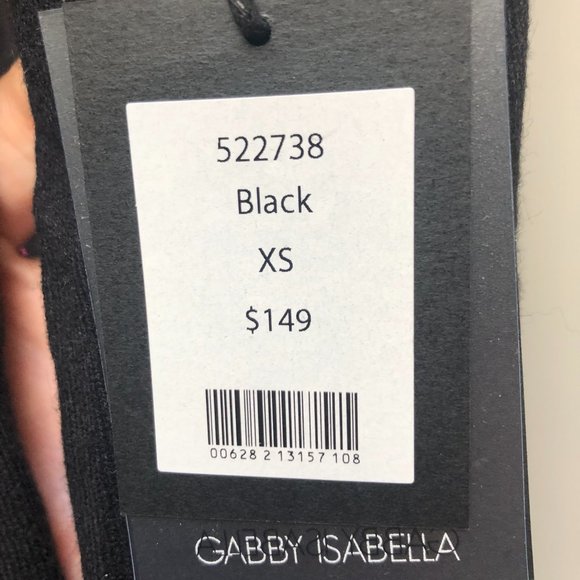 522738
Black
XS
$149
00628 2 13157 108
GABBY ISABELLA